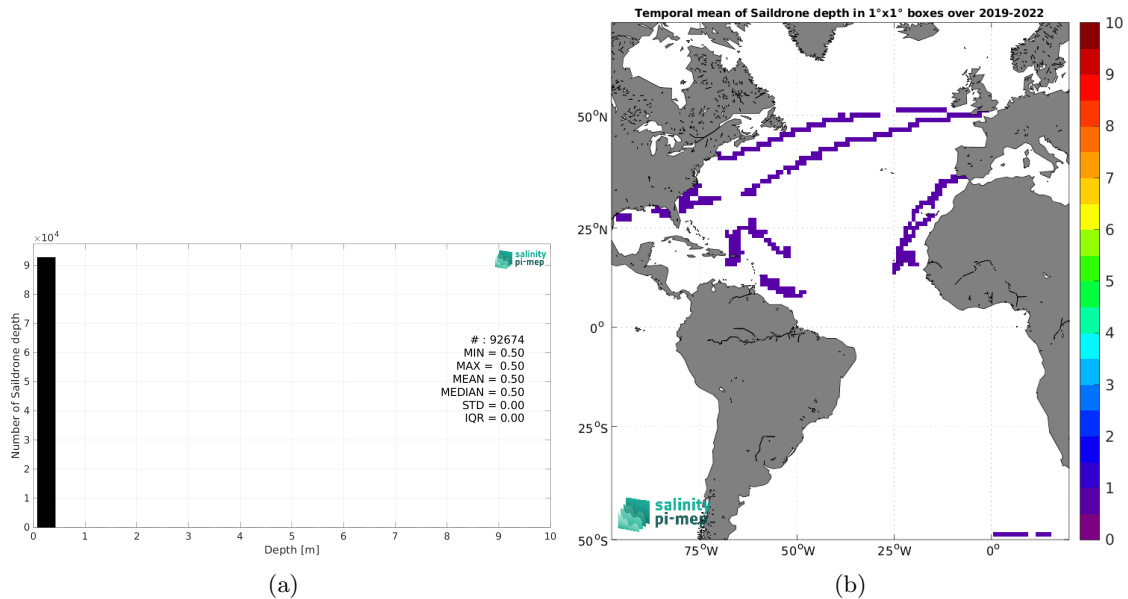 ×10⁴
9
8
7
6
5
4
3
2
1
0
Number of Saildrone depth
salinity
pi-mep
# : 92674
MIN = 0.50
MAX = 0.50
MEAN = 0.50
MEDIAN = 0.50
STD = 0.00
IQR = 0.00
0 1 2 3 4 5 6 7 8 9 10
Depth [m]
(a)
Temporal mean of Saildrone depth in 1°x1° boxes over 2019-2022
50°N
25°N
0°
25°S
50°S
salinity
pi-mep
75°W 50°W 25°W 0°
10
9
8
7
6
5
4
3
2
1
0
(b)